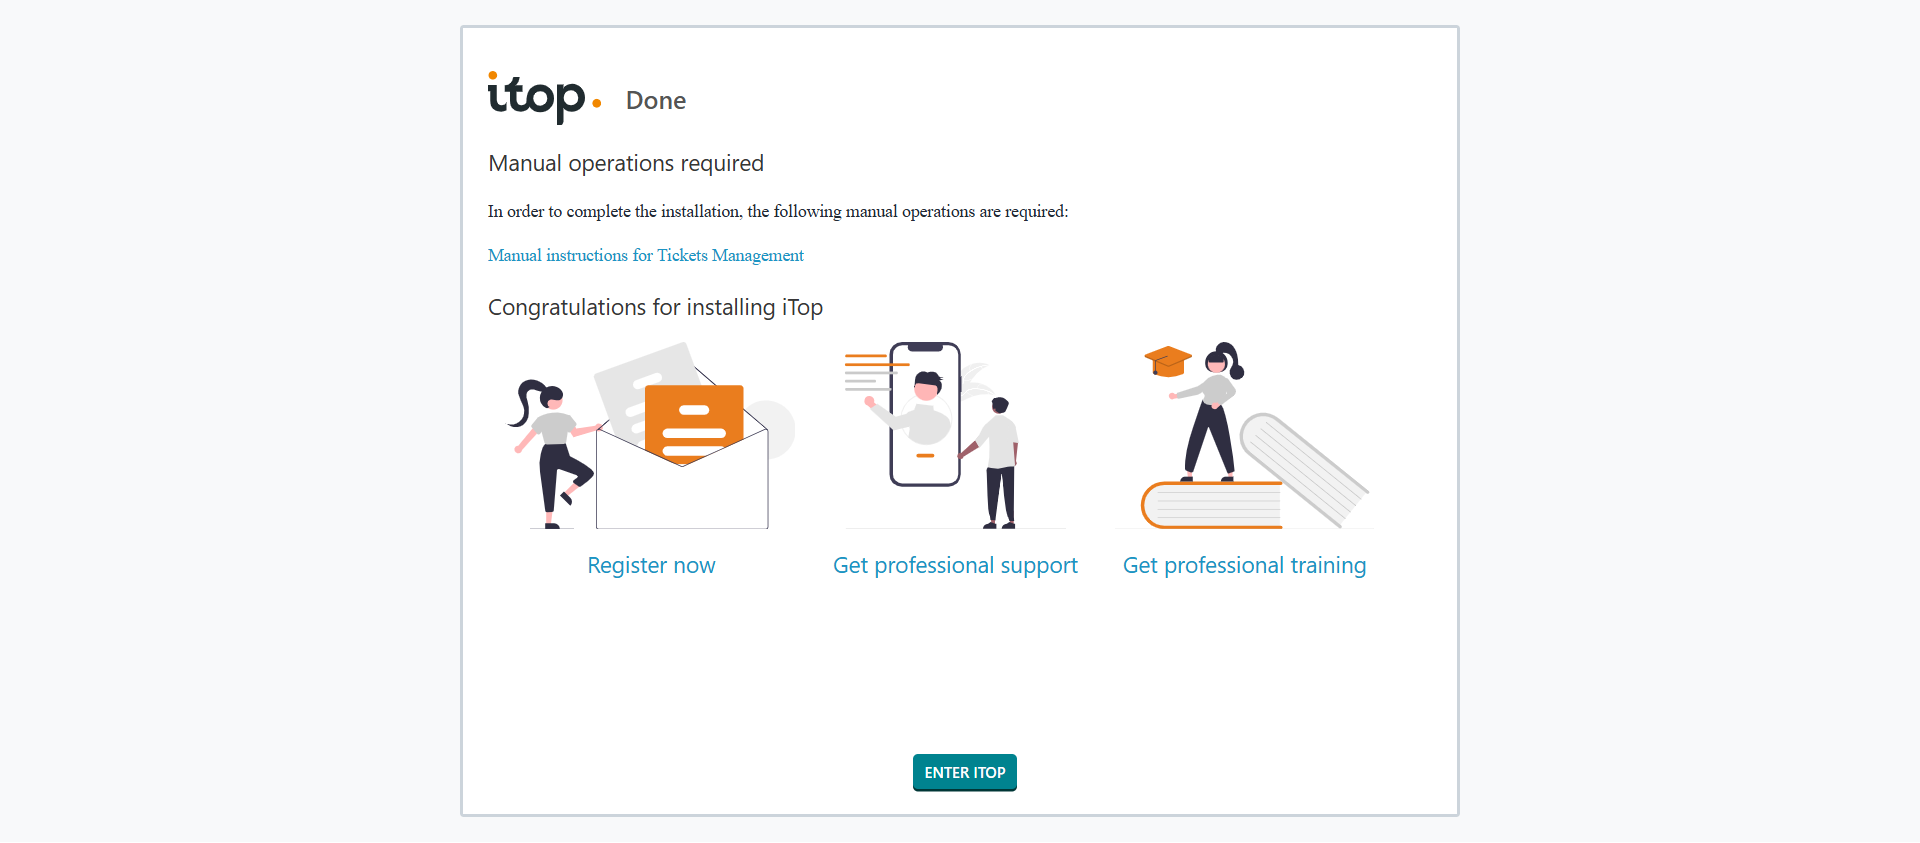 itop
Done
Manual operations required
In order to complete the installation, the following manual operations are required:
Manual instructions for Tickets Management
Congratulations for installing iTop
Register now
Get professional support
Get professional training
ENTER ITOP